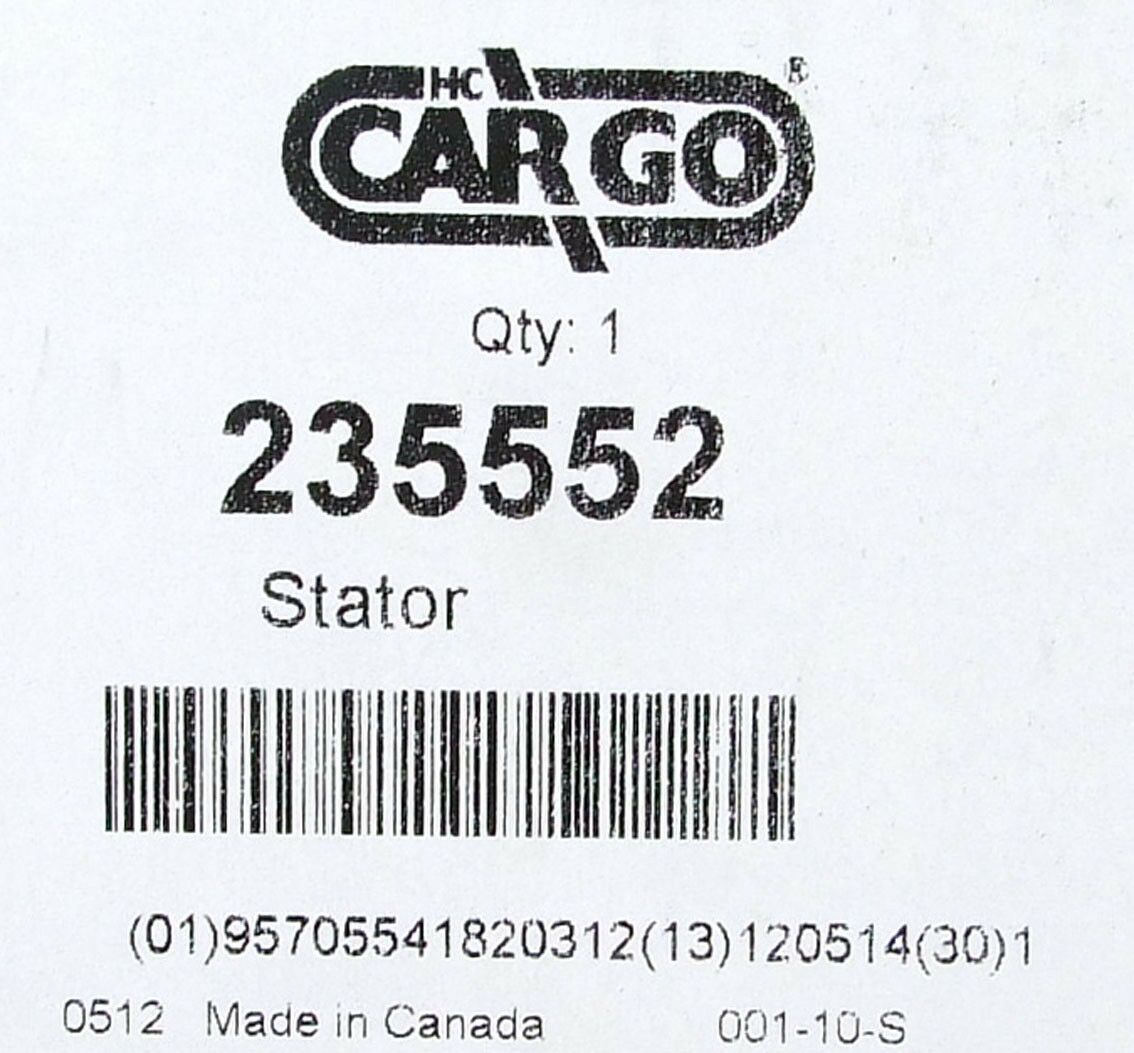 HC
CARGO®
Qty: 1
235552
Stator
(01)95705541820312(13)120514(30)1
0512 Made in Canada 001-10-S